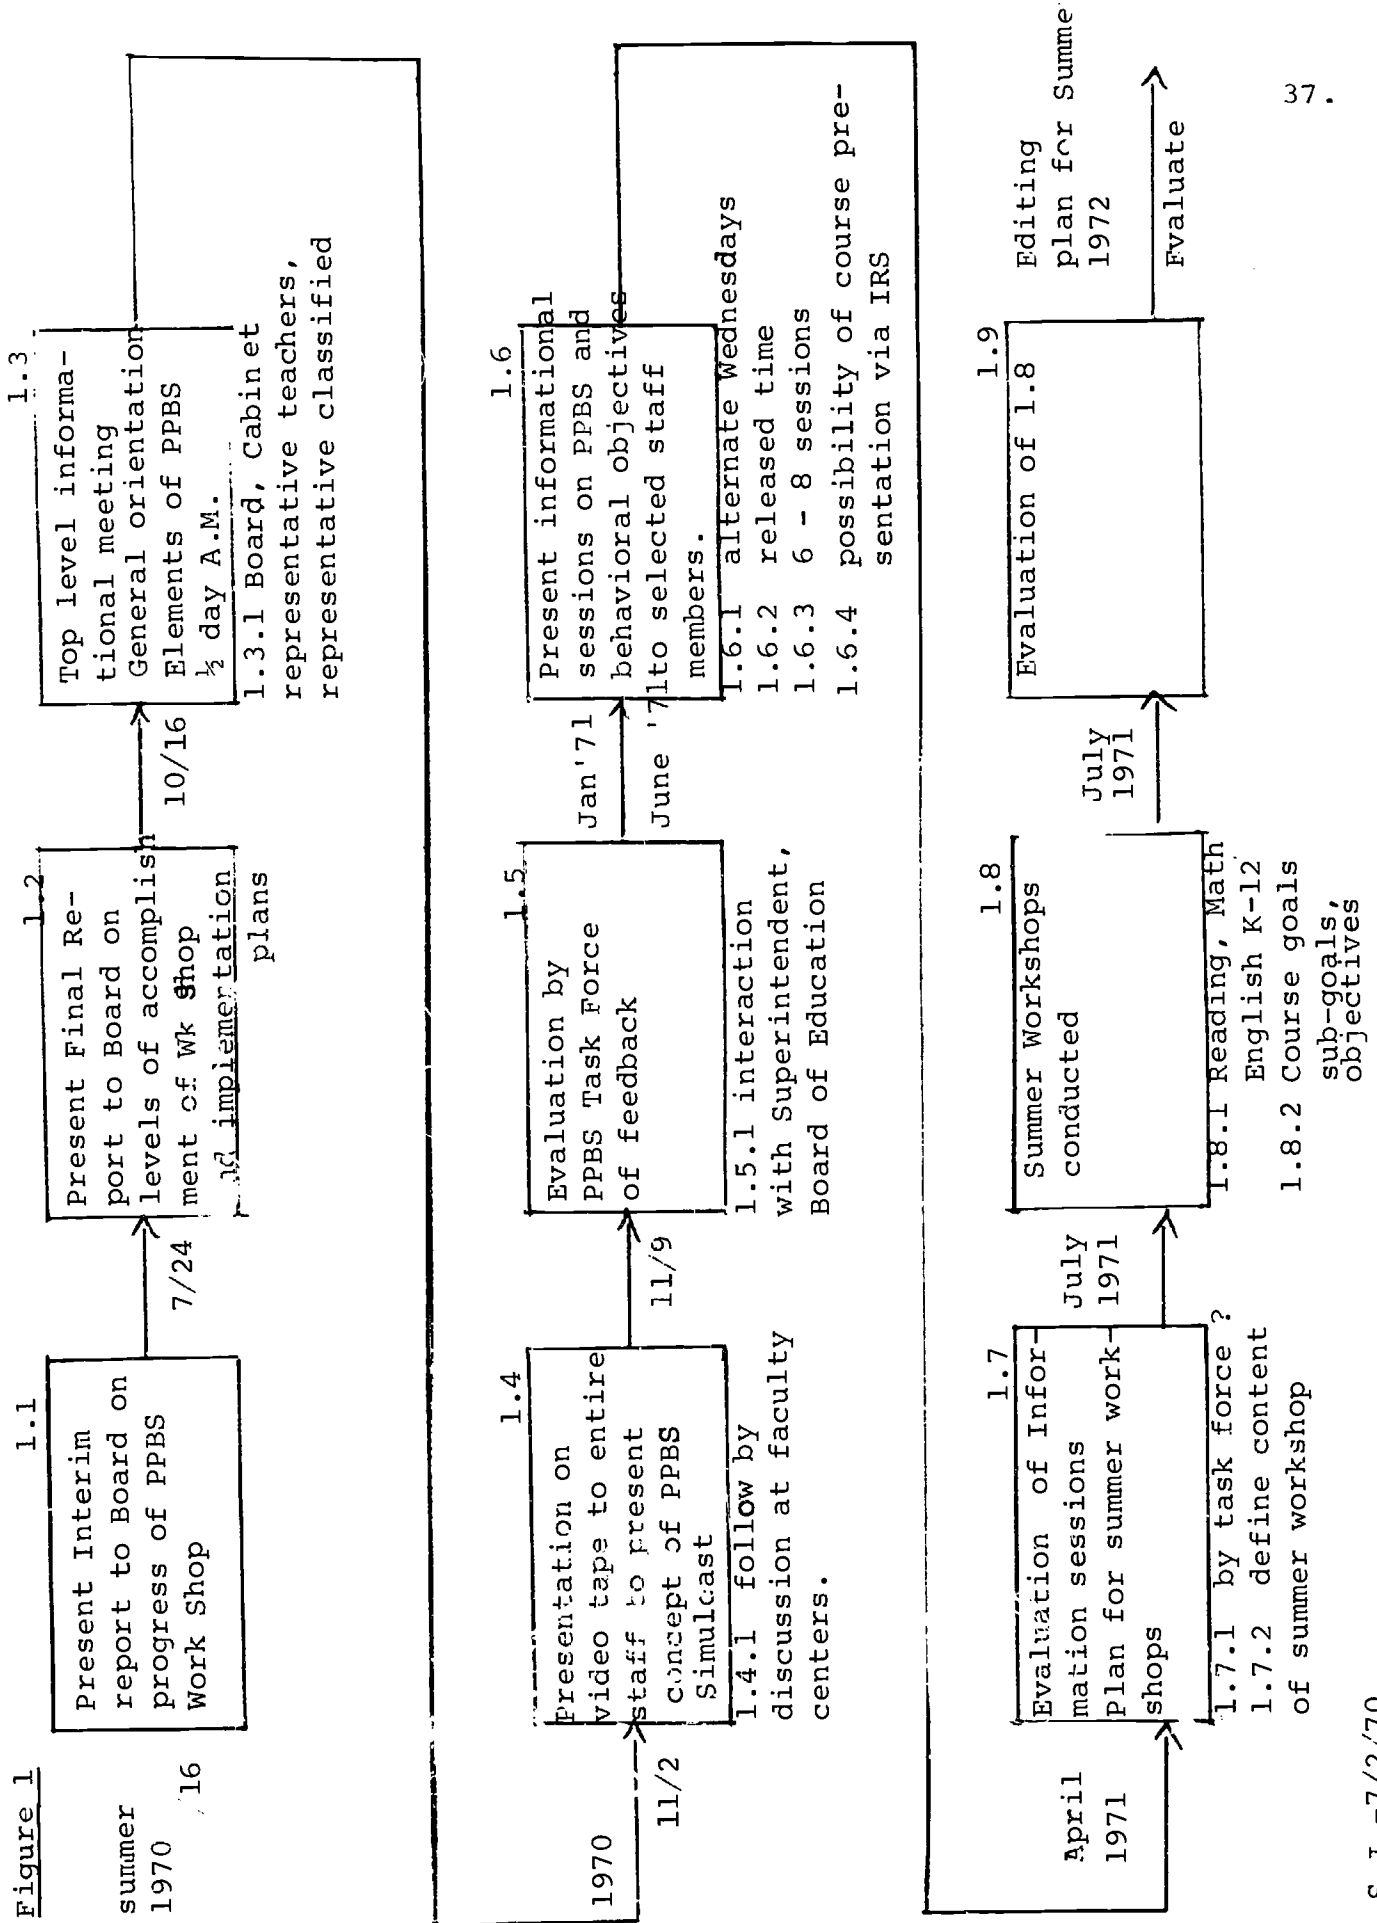 Figure 1
summer
1970
16
1.1
Present Interim
report to Board on
progress of PPBS
Work Shop
7/24
1.2
Present Final Re-
port to Board on
levels of accomplish
ment of Wk shop
implementation
plans
10/16
1.3
Top level informa-
tional meeting
General orientation
Elements of PPBS
½ day A.M.
1.3.1 Board, Cabinet
representative teachers,
representative classified
1970
11/2
1.4
Presentation on
video tape to entire
staff to present
concept of PPBS
Simulcast
1.4.1 follow by
discussion at faculty
centers.
11/9
1.5
Evaluation by
PPBS Task Force
of feedback
1.5.1 interaction
with Superintendent,
Board of Education
Jan'71
June '71
1.6
Present informational
sessions on PPBS and
behavioral objectives
to selected staff
members.
1.6.1 alternate Wednesdays
1.6.2 released time
1.6.3 6 - 8 sessions
1.6.4 possibility of course pre-
sentation via IRS
April
1971
1.7
Evaluation of Infor-
mation sessions
Plan for summer work-
shops
1.7.1 by task force ?
1.7.2 define content
of summer workshop
July
1971
1.8
Summer Workshops
conducted
1.8.1 Reading, Math
English K-12
1.8.2 Course goals
sub-goals,
objectives
July
1971
1.9
Evaluation of 1.8
Editing
plan for Summe
1972
Evaluate
37.
-7/2/70